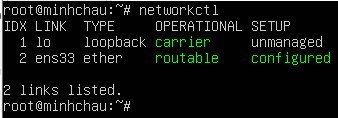 root@minhchau:~# networkctl
IDX LINK  TYPE     OPERATIONAL SETUP
  1 lo    loopback carrier     unmanaged
  2 ens33 ether    routable    configured

2 links listed.
root@minhchau:~#